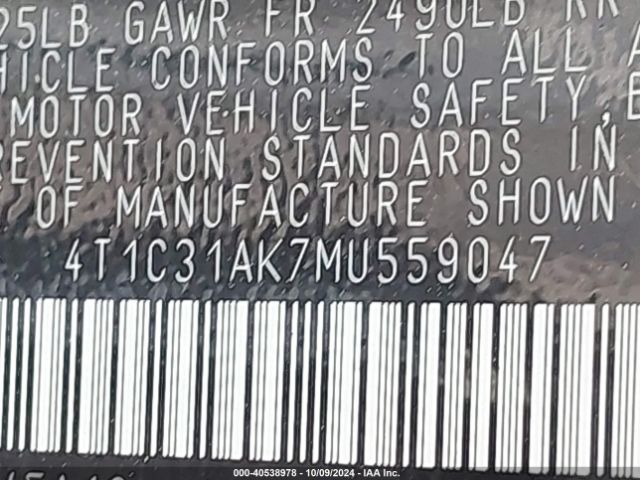 25LB GAWR FR 2490LB RR
HICLE CONFORMS TO ALL A
MOTOR VEHICLE SAFETY, B
REVENTION STANDARDS IN
OF MANUFACTURE SHOWN
4T1C31AK7MU559047
000-40538978 - 10/09/2024 - IAA Inc.